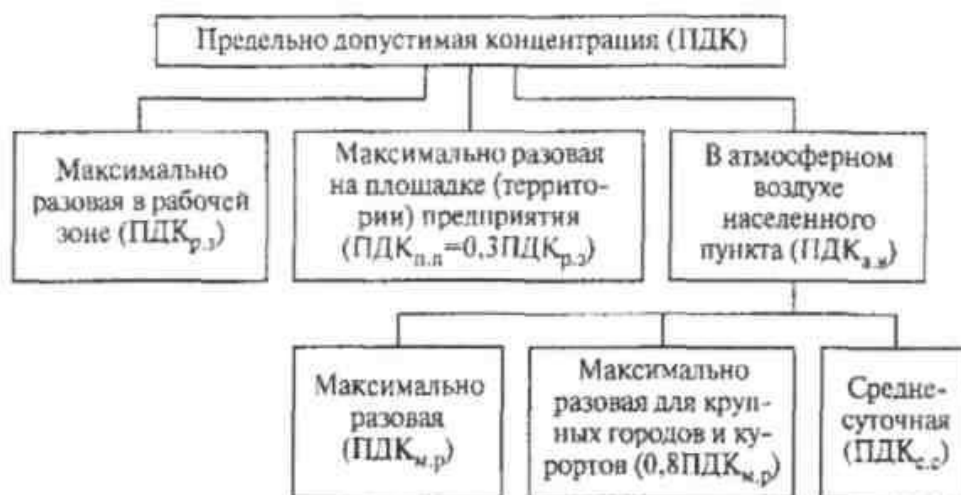 Предельно допустимая концентрация (ПДК)
Максимально
разовая в рабочей
зоне (ПДКр.з)
Максимально разовая
на площадке (террито-
рии) предприятия
(ПДКп.п=0,3ПДКр.з)
В атмосферном
воздухе
населенного
пункта (ПДКа.в)
Максимально
разовая
(ПДКм.р)
Максимально
разовая для круп-
ных городов и ку-
рортов (0,8ПДКм.р)
Средне-
суточная
(ПДКс.с)